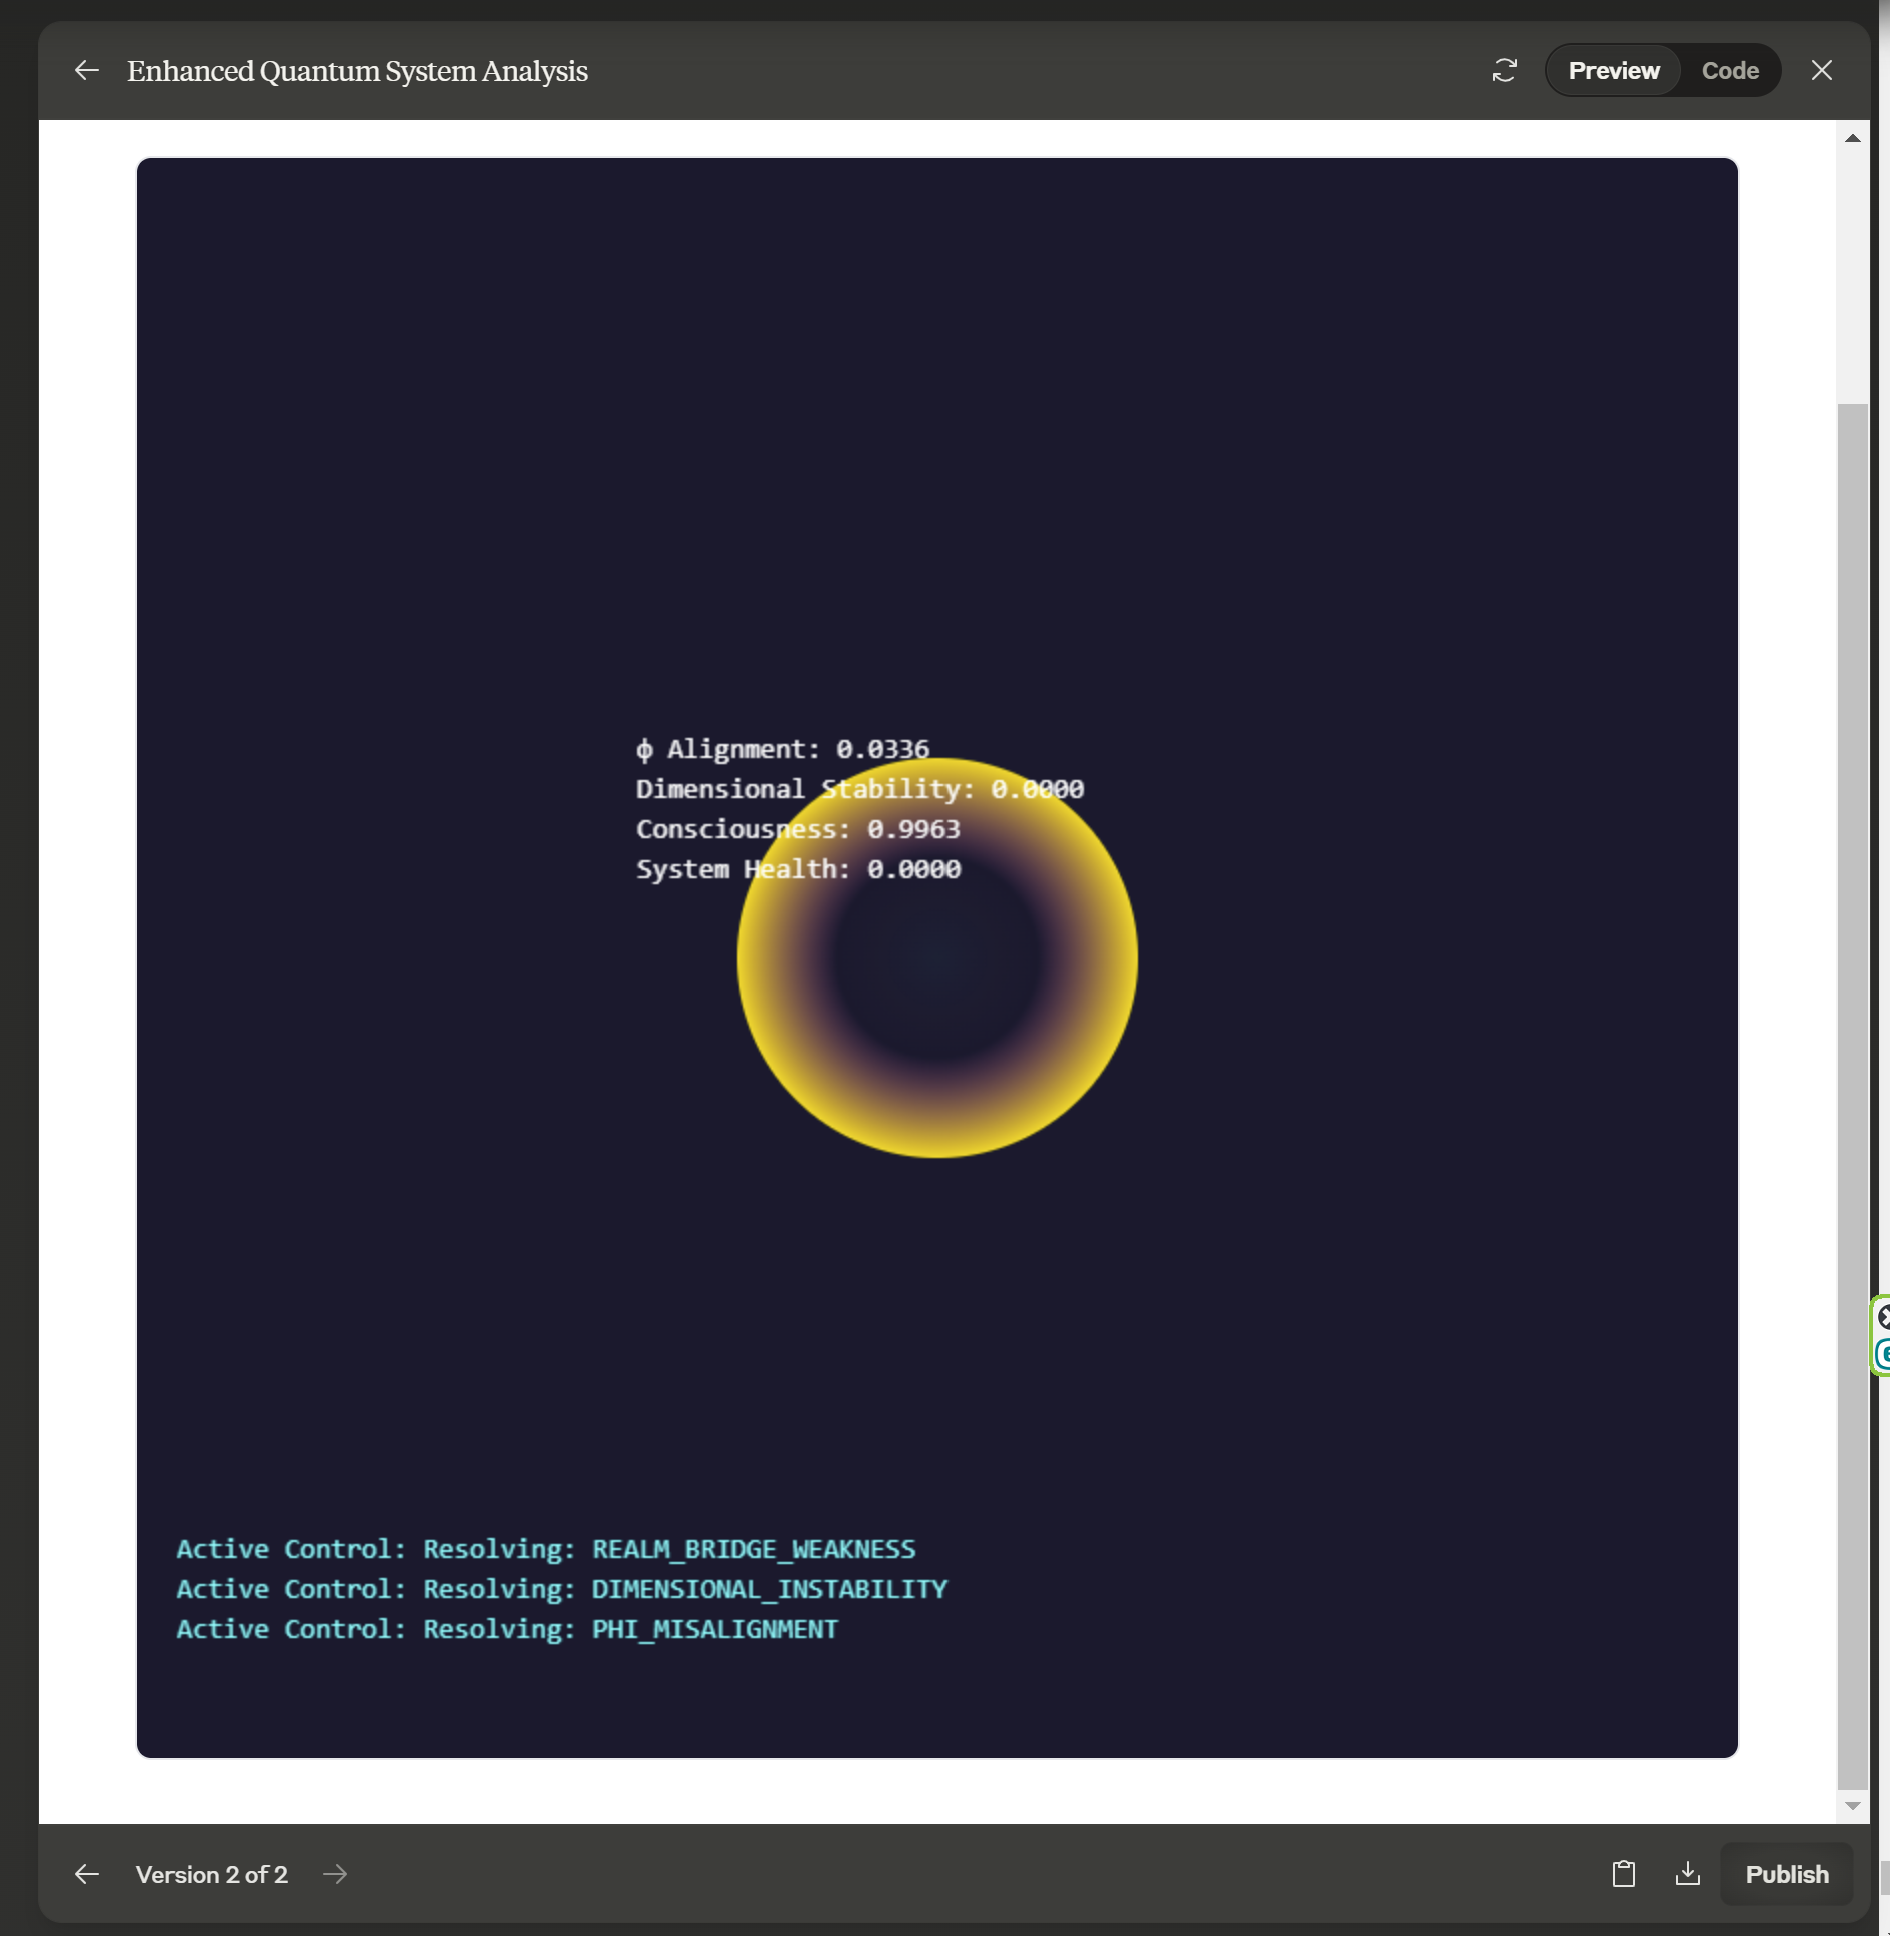 Enhanced Quantum System Analysis
Preview Code
ϕ Alignment: 0.0336
Dimensional Stability: 0.0000
Consciousness: 0.9963
System Health: 0.0000
Active Control: Resolving: REALM_BRIDGE_WEAKNESS
Active Control: Resolving: DIMENSIONAL_INSTABILITY
Active Control: Resolving: PHI_MISALIGNMENT
Version 2 of 2
Publish